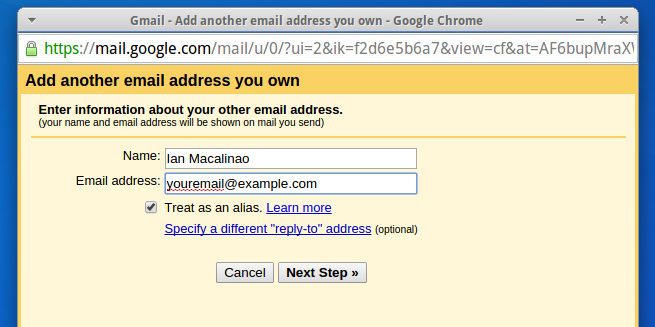 Gmail - Add another email address you own - Google Chrome
https://mail.google.com/mail/u/0/?ui=2&ik=f2d6e5b6a7&view=cf&at=AF6bupMraX
Add another email address you own
Enter information about your other email address.
(your name and email address will be shown on mail you send)
Name: Ian Macalinao
Email address: youremail@example.com
Treat as an alias. Learn more
Specify a different "reply-to" address (optional)
Cancel Next Step »